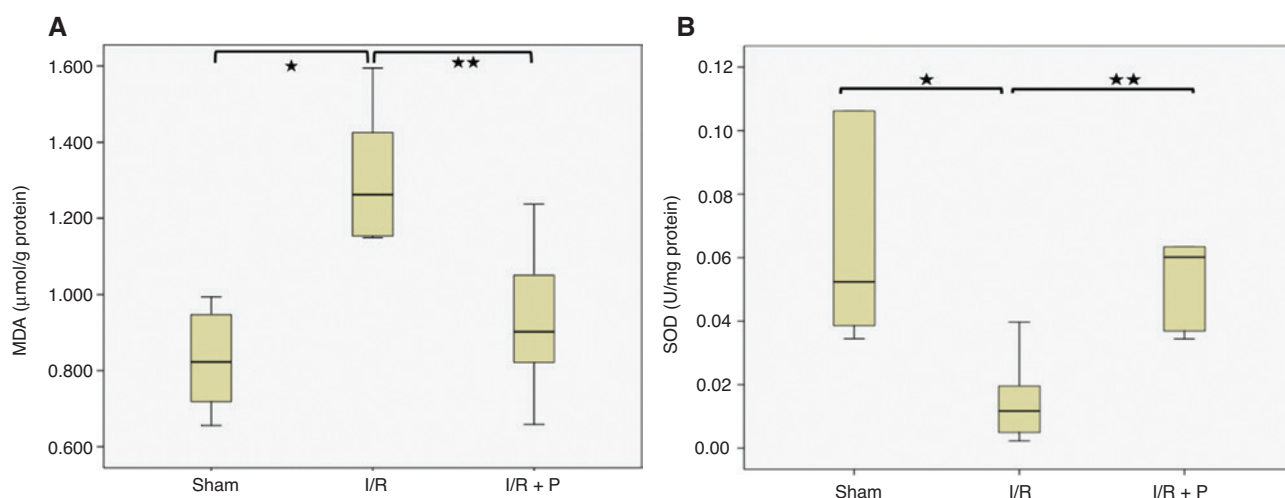 A
MDA (μmol/g protein)
1.600
1.400
1.200
1.000
0.800
0.600
★
★★
Sham
I/R
I/R + P
B
SOD (U/mg protein)
0.12
0.10
0.08
0.06
0.04
0.02
0.00
★
★★
Sham
I/R
I/R + P